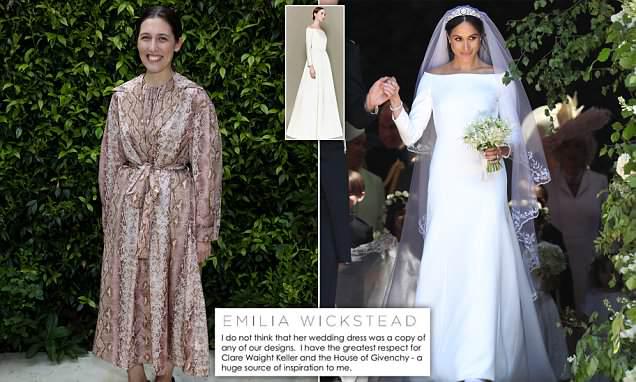 EMILIA WICKSTEAD
I do not think that her wedding dress was a copy of
any of our designs.  I have the greatest respect for
Clare Waight Keller and the House of Givenchy - a
huge source of inspiration to me.